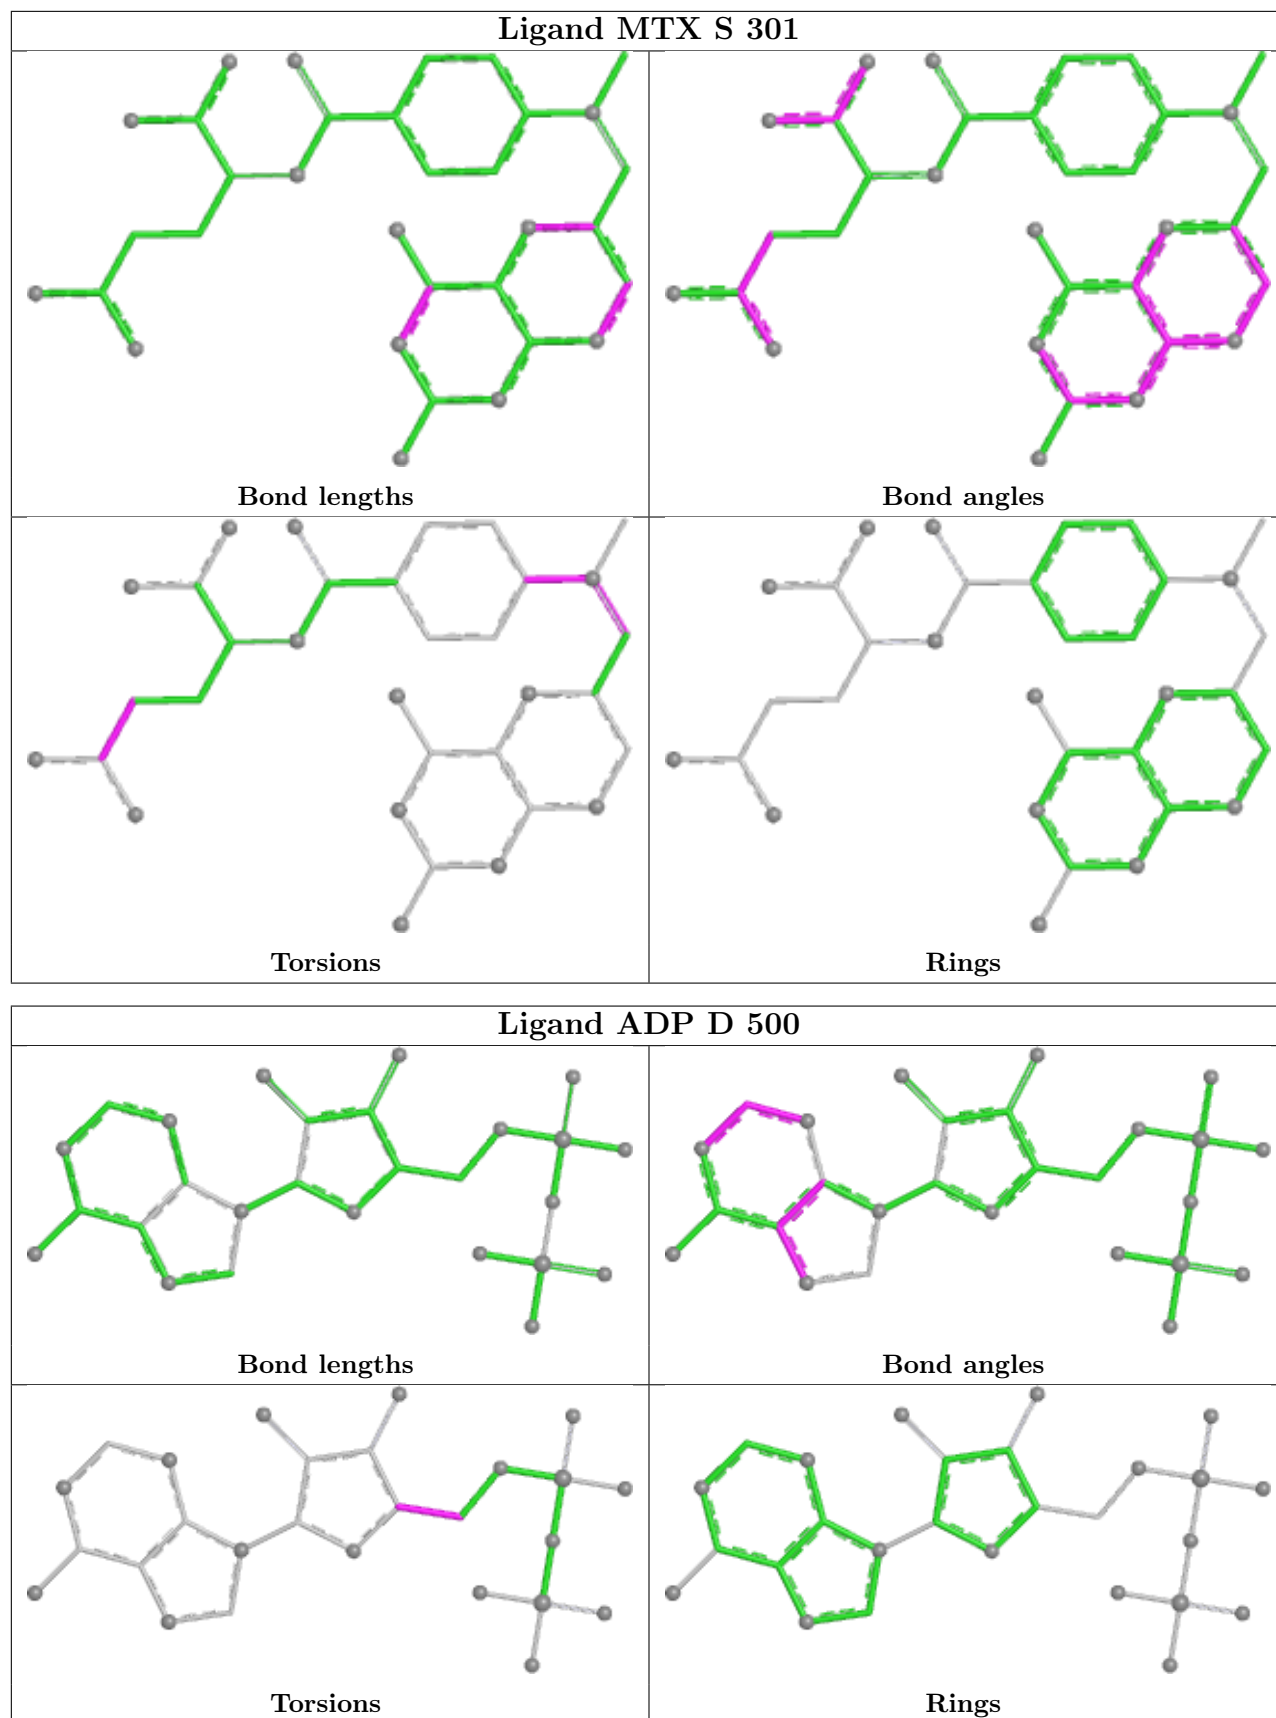 Ligand MTX S 301
Bond lengths
Bond angles
Torsions
Rings
Ligand ADP D 500
Bond lengths
Bond angles
Torsions
Rings